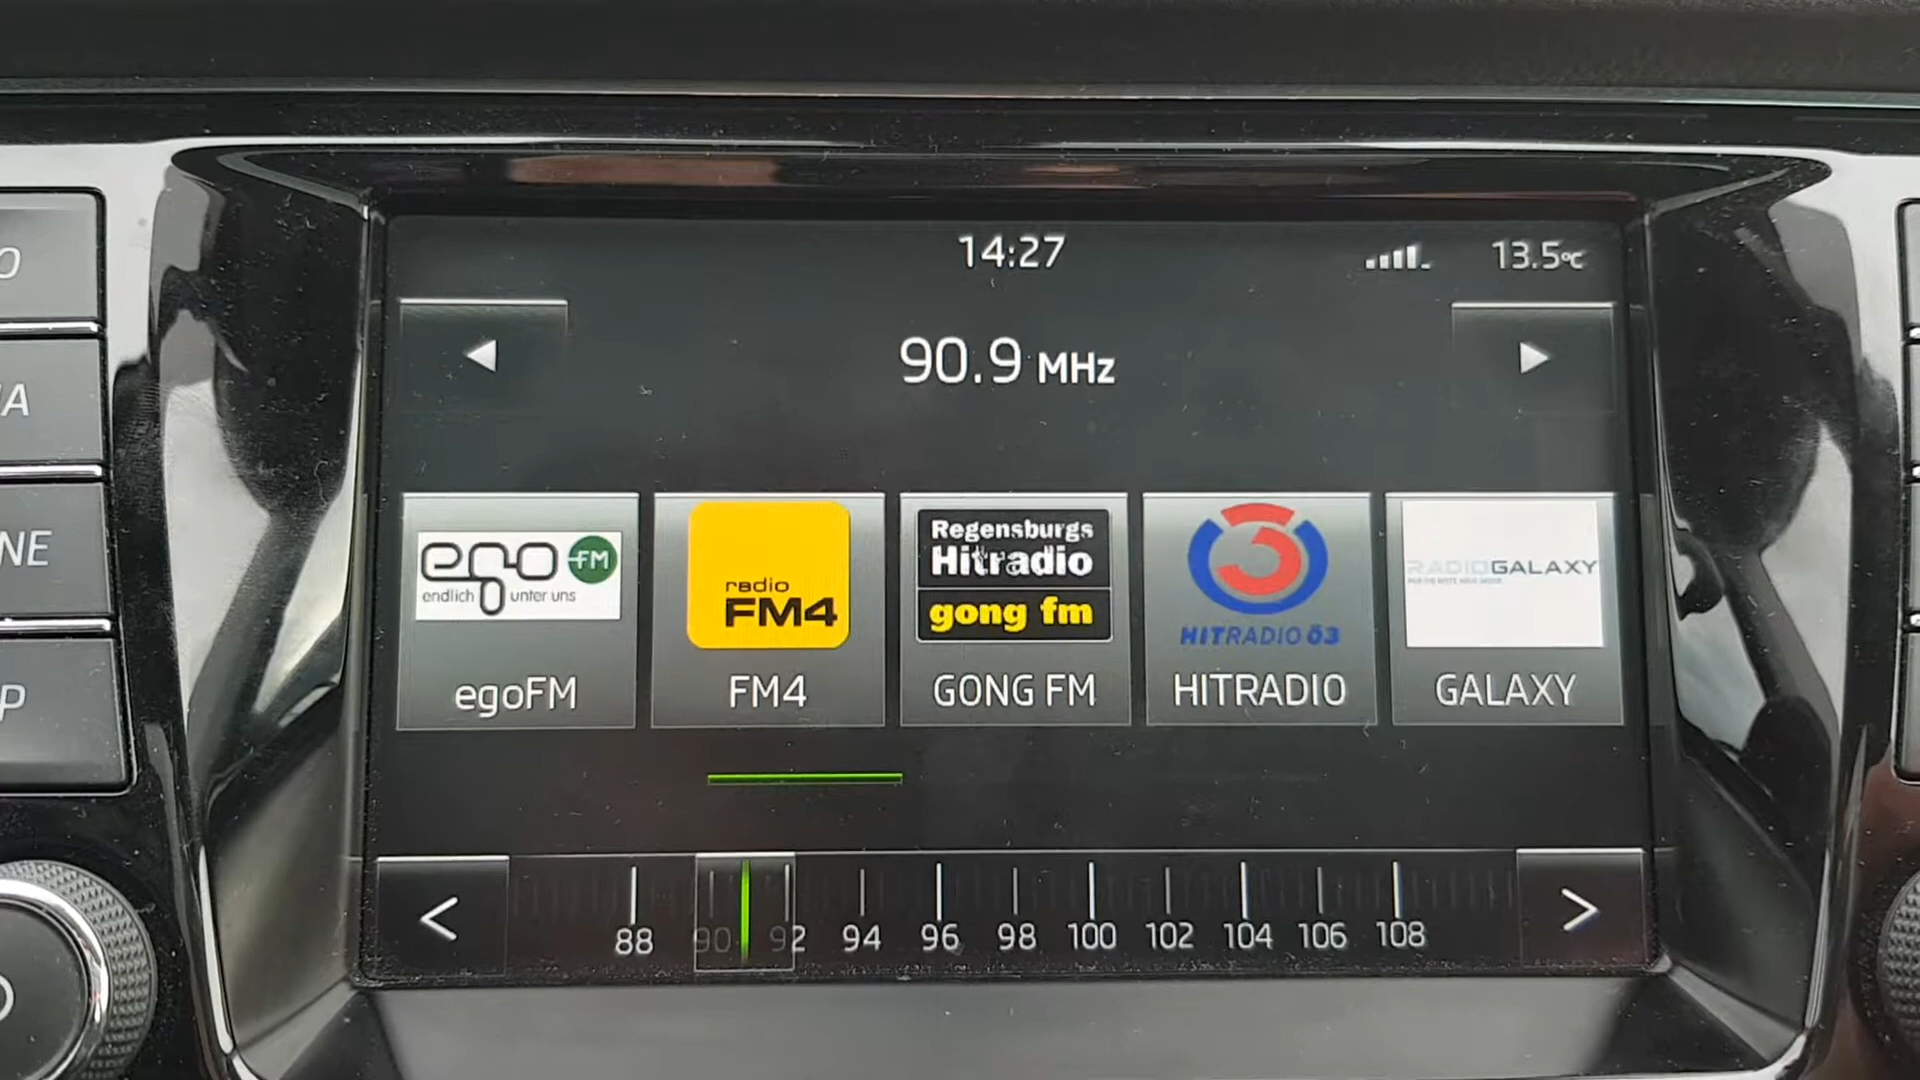 14:27
13.5°C
90.9 MHz
ego FM
endlich unter uns
egoFM
radio
FM4
FM4
Regensburgs
Hitradio
gong fm
GONG FM
3
HITRADIO Ö3
HITRADIO
RADIOGALAXY
GALAXY
< 88 90 92 94 96 98 100 102 104 106 108 >
O
A
NE
P